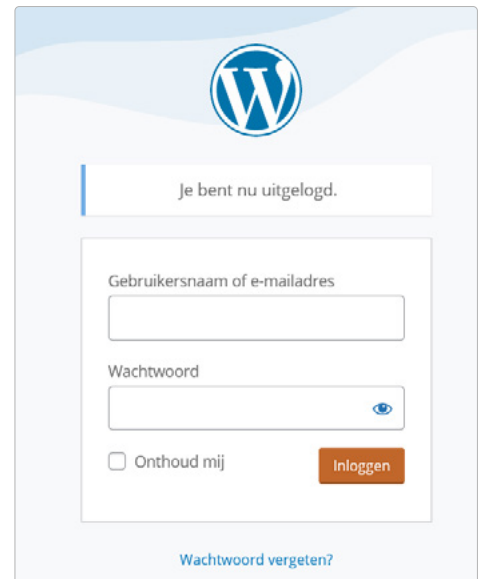 Je bent nu uitgelogd.
Gebruikersnaam of e-mailadres
Wachtwoord
Onthoud mij
Inloggen
Wachtwoord vergeten?